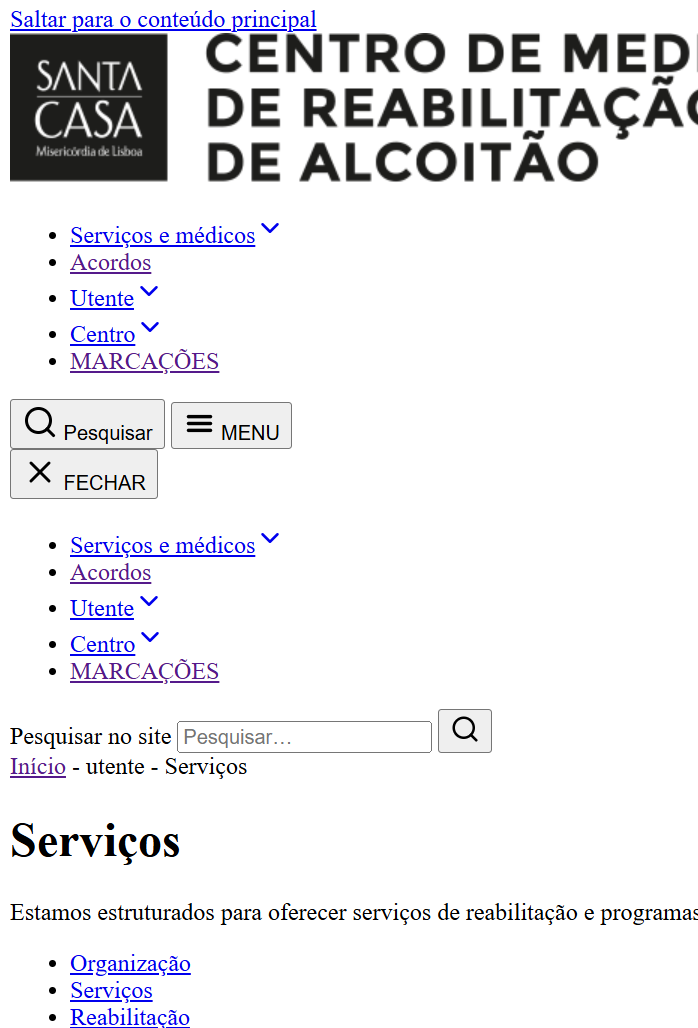 Saltar para o conteúdo principal
SANTA
CASA
Misericórdia de Lisboa
CENTRO DE MED
DE REABILITAÇÃ
DE ALCOITÃO
Serviços e médicos
Acordos
Utente
Centro
MARCAÇÕES
Pesquisar
MENU
FECHAR
Serviços e médicos
Acordos
Utente
Centro
MARCAÇÕES
Pesquisar no site Pesquisar…
Início - utente - Serviços
Serviços
Estamos estruturados para oferecer serviços de reabilitação e programas
Organização
Serviços
Reabilitação